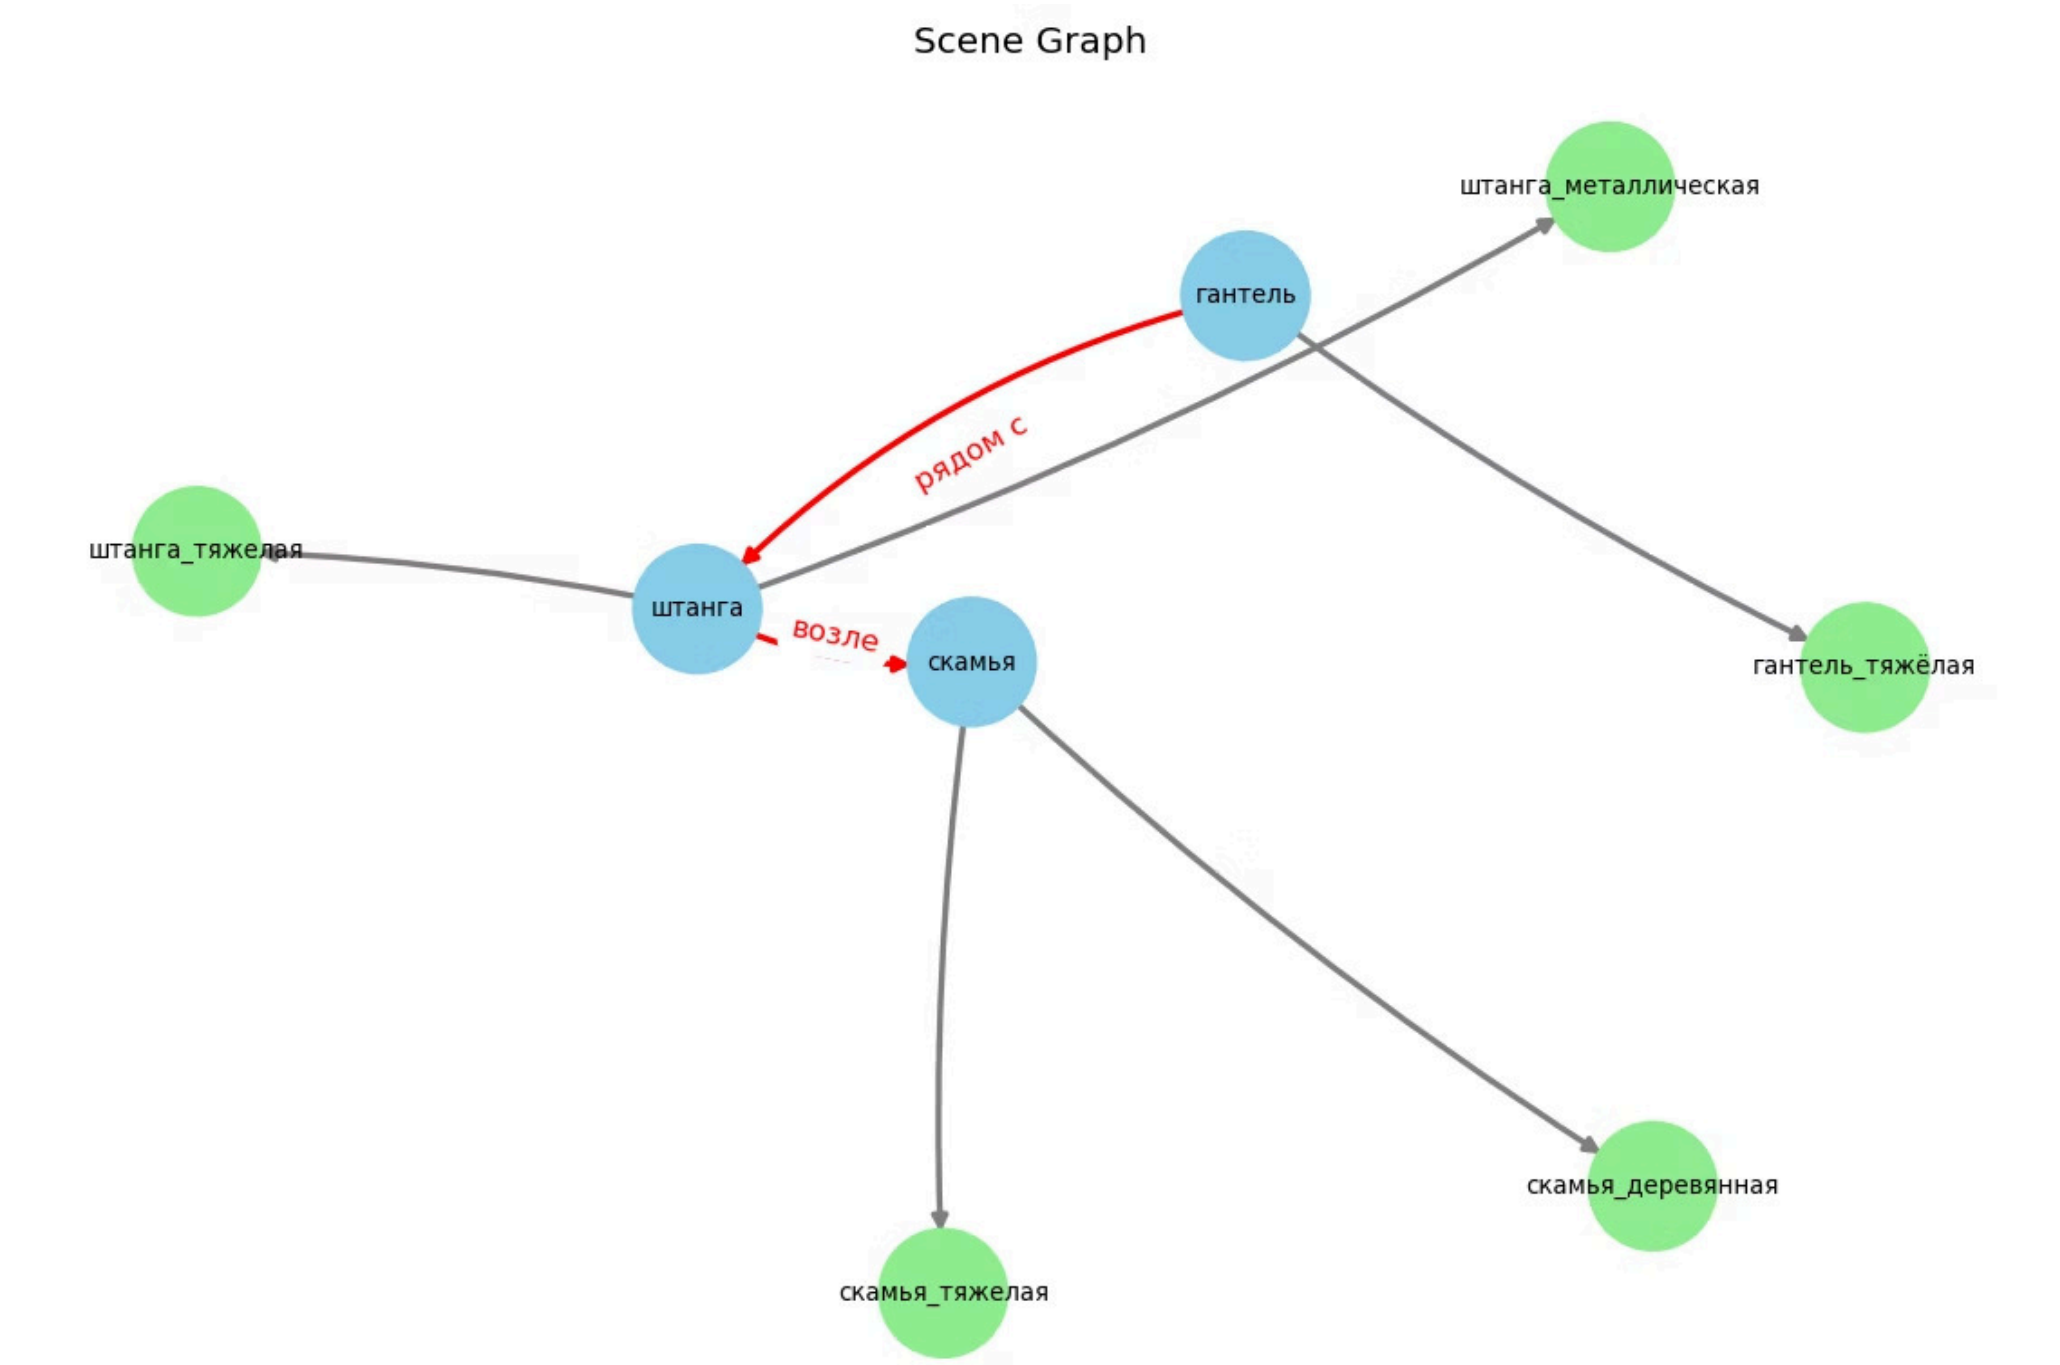 Scene Graph
штанга_металлическая
гантель
рядом с
штанга_тяжелая
штанга
возле
скамья
гантель_тяжёлая
скамья_деревянная
скамья_тяжелая